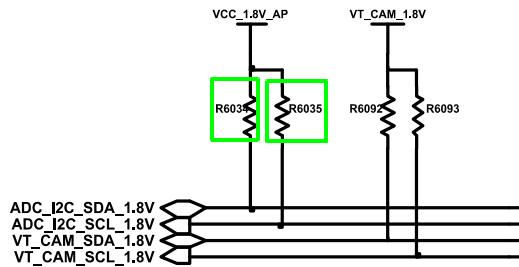 VCC_1.8V_AP VT_CAM_1.8V
R6034 R6035 R6092 R6093
ADC_I2C_SDA_1.8V
ADC_I2C_SCL_1.8V
VT_CAM_SDA_1.8V
VT_CAM_SCL_1.8V